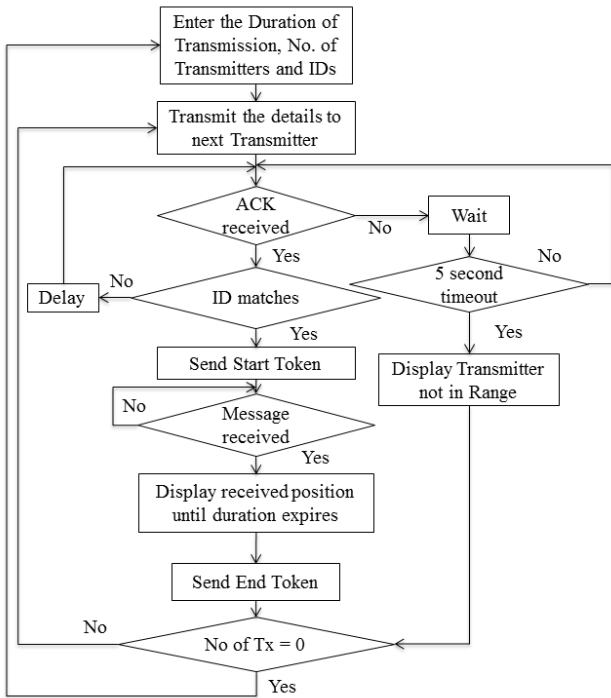 Enter the Duration of
Transmission, No. of
Transmitters and IDs
Transmit the details to
next Transmitter
ACK
received
No
Wait
Yes
5 second
timeout
No
No
Delay
ID matches
Yes
Yes
Send Start Token
Display Transmitter
not in Range
No
Message
received
Yes
Display received position
until duration expires
Send End Token
No
No of Tx = 0
Yes